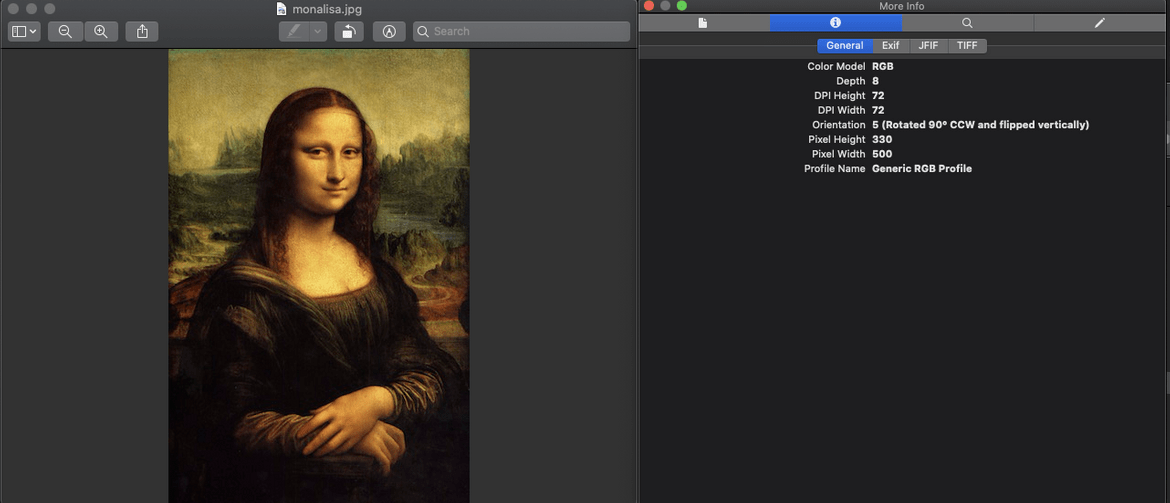 monalisa.jpg
Search
More Info
General Exif JFIF TIFF
Color Model RGB
Depth 8
DPI Height 72
DPI Width 72
Orientation 5 (Rotated 90° CCW and flipped vertically)
Pixel Height 330
Pixel Width 500
Profile Name Generic RGB Profile